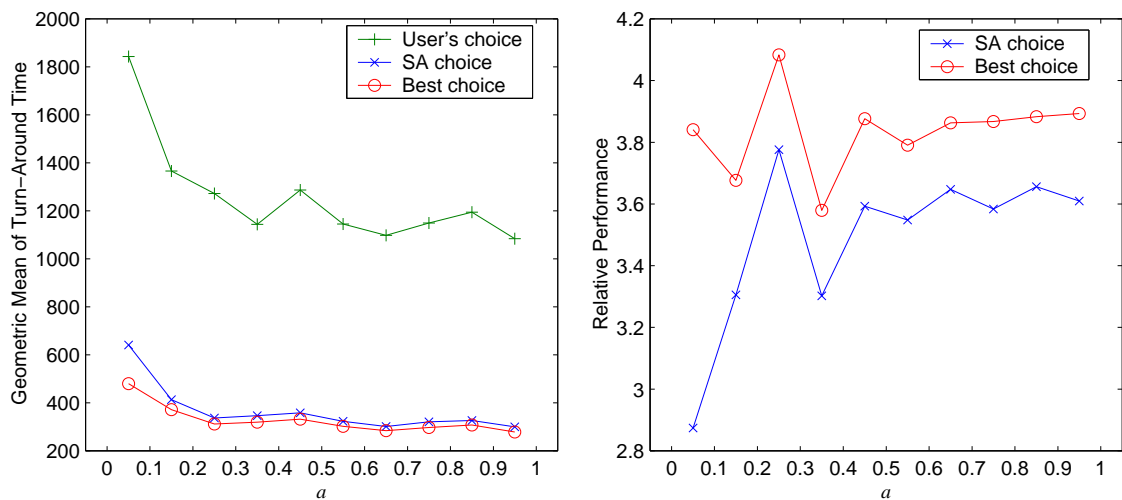 Geometric Mean of Turn-Around Time
2000
1800
1600
1400
1200
1000
800
600
400
200
0 0.1 0.2 0.3 0.4 0.5 0.6 0.7 0.8 0.9 1
a
User's choice
SA choice
Best choice
Relative Performance
4.2
4
3.8
3.6
3.4
3.2
3
2.8
0 0.1 0.2 0.3 0.4 0.5 0.6 0.7 0.8 0.9 1
a
SA choice
Best choice